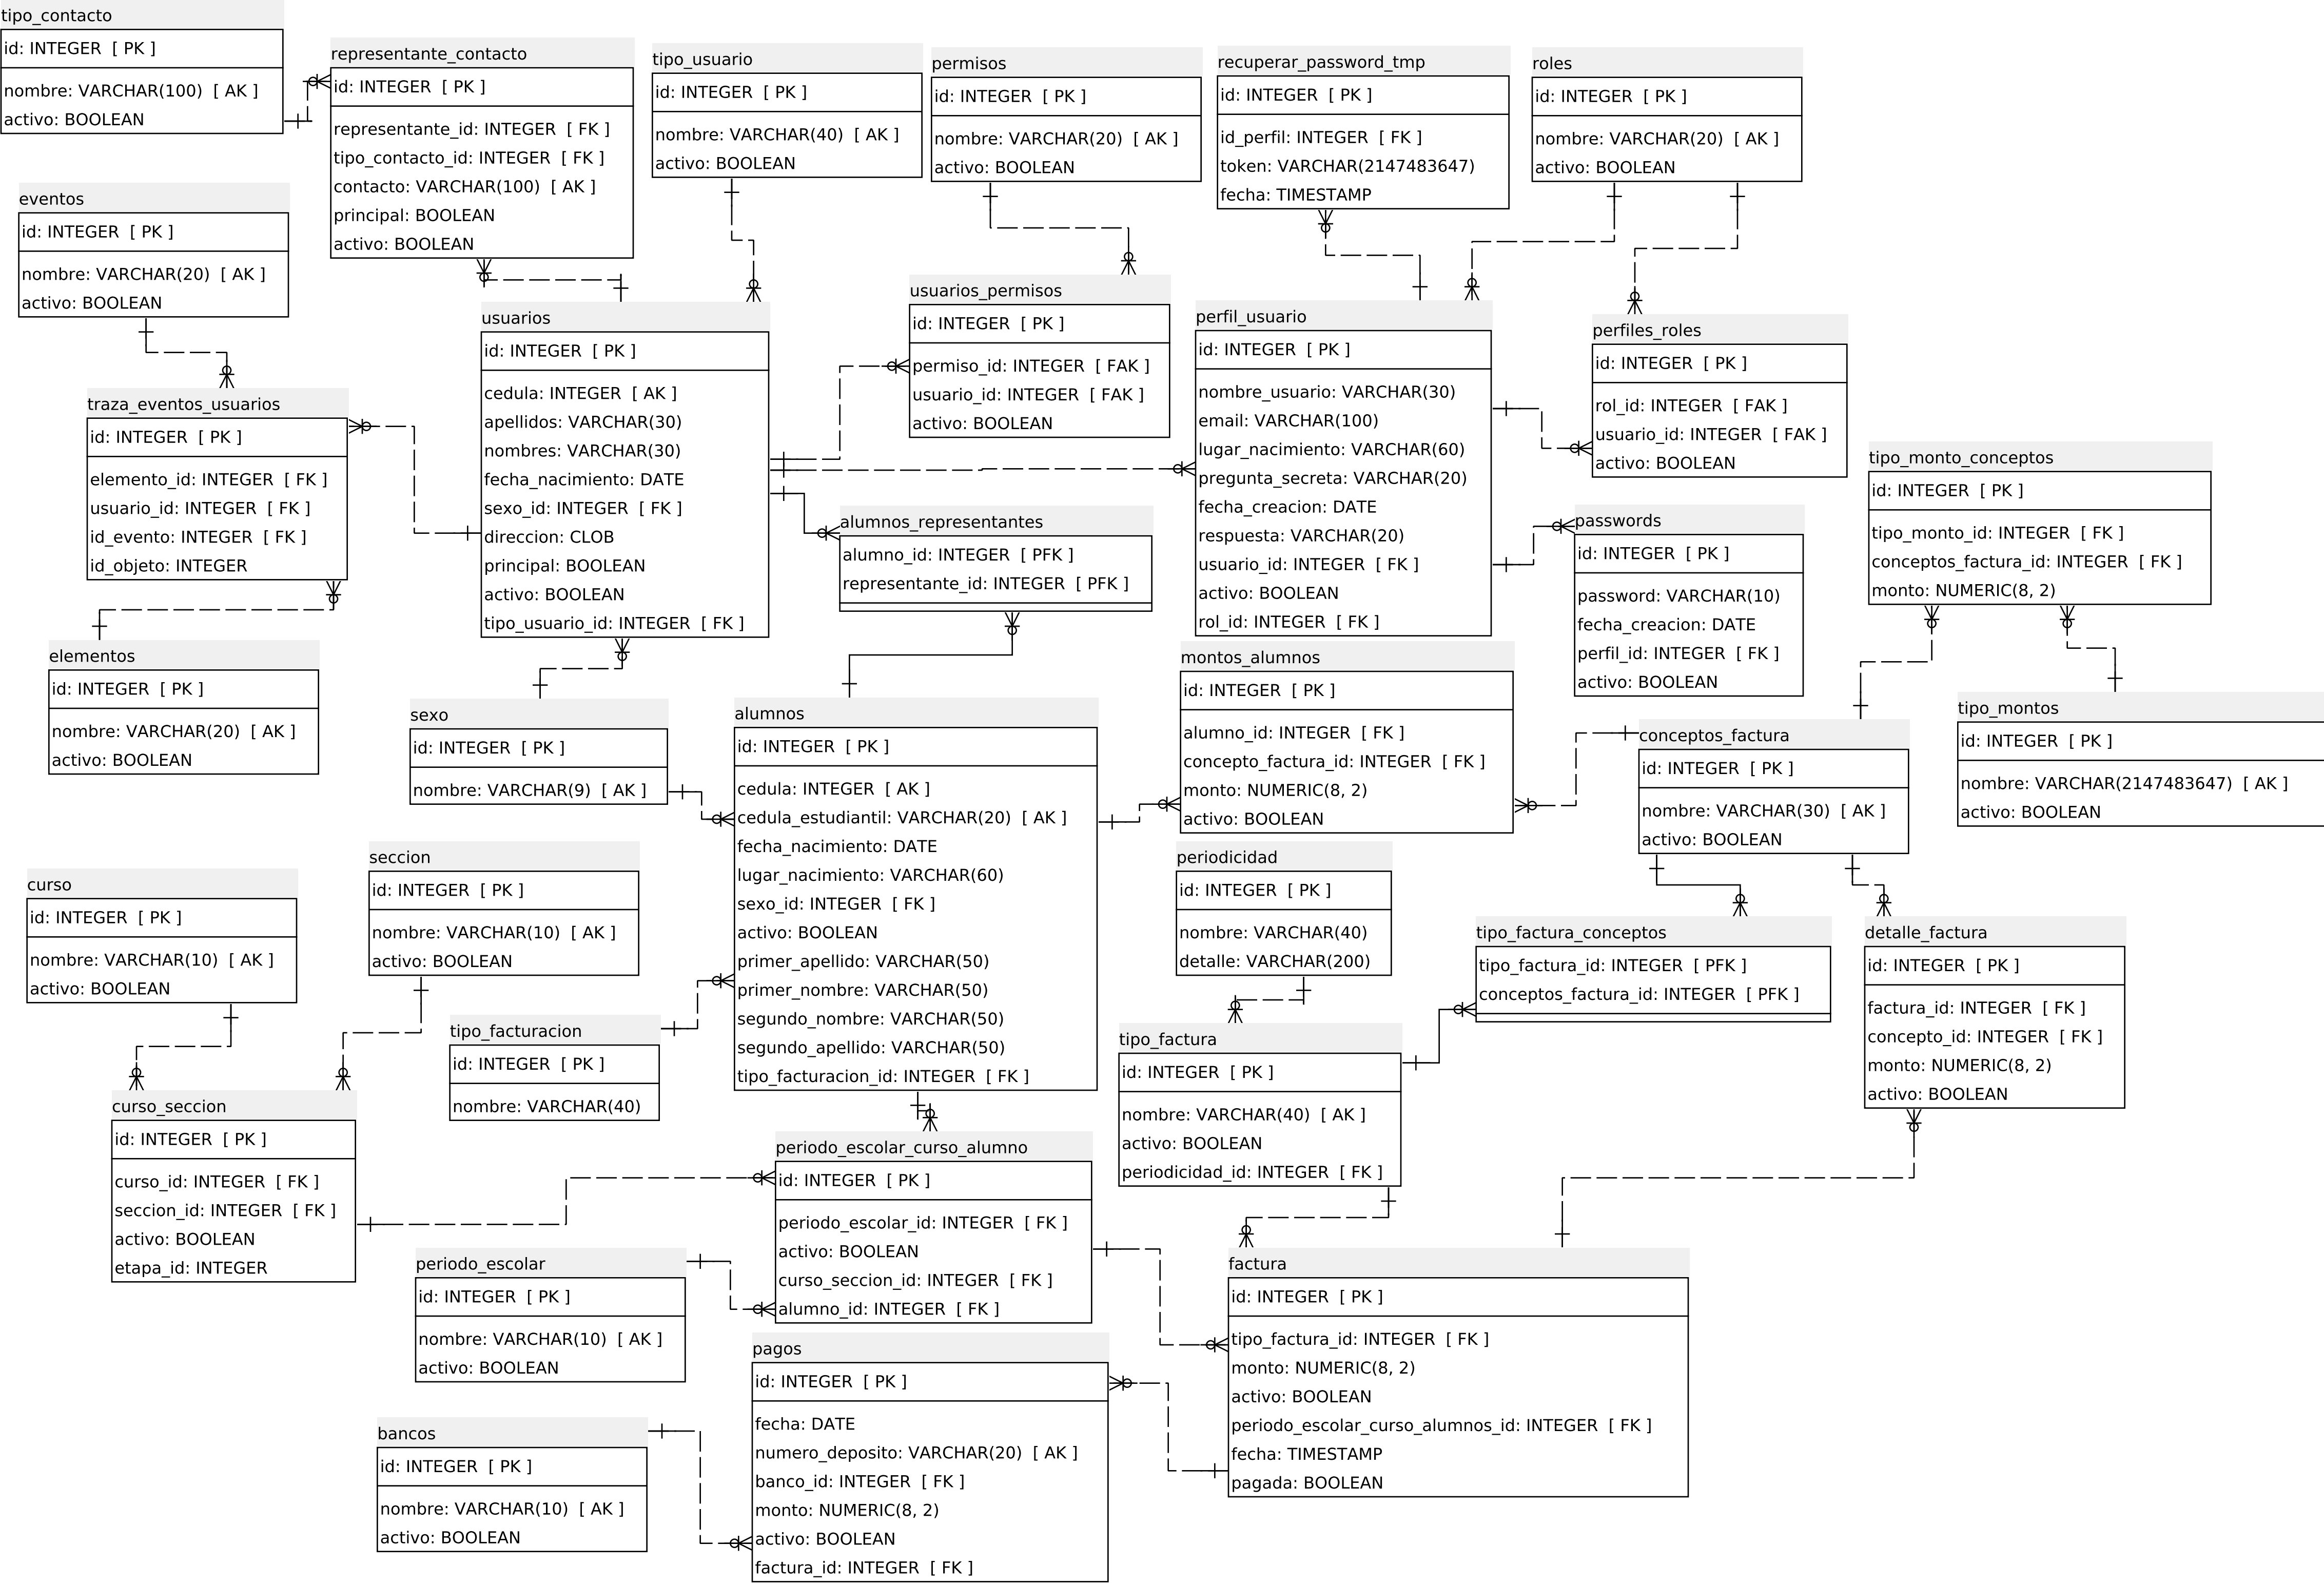 tipo_contacto
id: INTEGER  [ PK ]
nombre: VARCHAR(100)  [ AK ]
activo: BOOLEAN
representante_contacto
id: INTEGER  [ PK ]
representante_id: INTEGER  [ FK ]
tipo_contacto_id: INTEGER  [ FK ]
contacto: VARCHAR(100)  [ AK ]
principal: BOOLEAN
activo: BOOLEAN
tipo_usuario
id: INTEGER  [ PK ]
nombre: VARCHAR(40)  [ AK ]
activo: BOOLEAN
permisos
id: INTEGER  [ PK ]
nombre: VARCHAR(20)  [ AK ]
activo: BOOLEAN
recuperar_password_tmp
id: INTEGER  [ PK ]
id_perfil: INTEGER  [ FK ]
token: VARCHAR(2147483647)
fecha: TIMESTAMP
roles
id: INTEGER  [ PK ]
nombre: VARCHAR(20)  [ AK ]
activo: BOOLEAN
eventos
id: INTEGER  [ PK ]
nombre: VARCHAR(20)  [ AK ]
activo: BOOLEAN
usuarios
id: INTEGER  [ PK ]
cedula: INTEGER  [ AK ]
apellidos: VARCHAR(30)
nombres: VARCHAR(30)
fecha_nacimiento: DATE
sexo_id: INTEGER  [ FK ]
direccion: CLOB
principal: BOOLEAN
activo: BOOLEAN
tipo_usuario_id: INTEGER  [ FK ]
usuarios_permisos
id: INTEGER  [ PK ]
permiso_id: INTEGER  [ FAK ]
usuario_id: INTEGER  [ FAK ]
activo: BOOLEAN
perfil_usuario
id: INTEGER  [ PK ]
nombre_usuario: VARCHAR(30)
email: VARCHAR(100)
lugar_nacimiento: VARCHAR(60)
pregunta_secreta: VARCHAR(20)
fecha_creacion: DATE
respuesta: VARCHAR(20)
usuario_id: INTEGER  [ FK ]
activo: BOOLEAN
rol_id: INTEGER  [ FK ]
perfiles_roles
id: INTEGER  [ PK ]
rol_id: INTEGER  [ FAK ]
usuario_id: INTEGER  [ FAK ]
activo: BOOLEAN
traza_eventos_usuarios
id: INTEGER  [ PK ]
elemento_id: INTEGER  [ FK ]
usuario_id: INTEGER  [ FK ]
id_evento: INTEGER  [ FK ]
id_objeto: INTEGER
tipo_monto_conceptos
id: INTEGER  [ PK ]
tipo_monto_id: INTEGER  [ FK ]
conceptos_factura_id: INTEGER  [ FK ]
monto: NUMERIC(8, 2)
alumnos_representantes
alumno_id: INTEGER  [ PFK ]
representante_id: INTEGER  [ PFK ]
passwords
id: INTEGER  [ PK ]
password: VARCHAR(10)
fecha_creacion: DATE
perfil_id: INTEGER  [ FK ]
activo: BOOLEAN
elementos
id: INTEGER  [ PK ]
nombre: VARCHAR(20)  [ AK ]
activo: BOOLEAN
sexo
id: INTEGER  [ PK ]
nombre: VARCHAR(9)  [ AK ]
alumnos
id: INTEGER  [ PK ]
cedula: INTEGER  [ AK ]
cedula_estudiantil: VARCHAR(20)  [ AK ]
fecha_nacimiento: DATE
lugar_nacimiento: VARCHAR(60)
sexo_id: INTEGER  [ FK ]
activo: BOOLEAN
primer_apellido: VARCHAR(50)
primer_nombre: VARCHAR(50)
segundo_nombre: VARCHAR(50)
segundo_apellido: VARCHAR(50)
tipo_facturacion_id: INTEGER  [ FK ]
montos_alumnos
id: INTEGER  [ PK ]
alumno_id: INTEGER  [ FK ]
concepto_factura_id: INTEGER  [ FK ]
monto: NUMERIC(8, 2)
activo: BOOLEAN
conceptos_factura
id: INTEGER  [ PK ]
nombre: VARCHAR(30)  [ AK ]
activo: BOOLEAN
tipo_montos
id: INTEGER  [ PK ]
nombre: VARCHAR(2147483647)  [ AK ]
activo: BOOLEAN
curso
id: INTEGER  [ PK ]
nombre: VARCHAR(10)  [ AK ]
activo: BOOLEAN
seccion
id: INTEGER  [ PK ]
nombre: VARCHAR(10)  [ AK ]
activo: BOOLEAN
periodicidad
id: INTEGER  [ PK ]
nombre: VARCHAR(40)
detalle: VARCHAR(200)
tipo_factura_conceptos
tipo_factura_id: INTEGER  [ PFK ]
conceptos_factura_id: INTEGER  [ PFK ]
detalle_factura
id: INTEGER  [ PK ]
factura_id: INTEGER  [ FK ]
concepto_id: INTEGER  [ FK ]
monto: NUMERIC(8, 2)
activo: BOOLEAN
tipo_facturacion
id: INTEGER  [ PK ]
nombre: VARCHAR(40)
tipo_factura
id: INTEGER  [ PK ]
nombre: VARCHAR(40)  [ AK ]
activo: BOOLEAN
periodicidad_id: INTEGER  [ FK ]
curso_seccion
id: INTEGER  [ PK ]
curso_id: INTEGER  [ FK ]
seccion_id: INTEGER  [ FK ]
activo: BOOLEAN
etapa_id: INTEGER
periodo_escolar_curso_alumno
id: INTEGER  [ PK ]
periodo_escolar_id: INTEGER  [ FK ]
activo: BOOLEAN
curso_seccion_id: INTEGER  [ FK ]
alumno_id: INTEGER  [ FK ]
periodo_escolar
id: INTEGER  [ PK ]
nombre: VARCHAR(10)  [ AK ]
activo: BOOLEAN
factura
id: INTEGER  [ PK ]
tipo_factura_id: INTEGER  [ FK ]
monto: NUMERIC(8, 2)
activo: BOOLEAN
periodo_escolar_curso_alumnos_id: INTEGER  [ FK ]
fecha: TIMESTAMP
pagada: BOOLEAN
pagos
id: INTEGER  [ PK ]
fecha: DATE
numero_deposito: VARCHAR(20)  [ AK ]
banco_id: INTEGER  [ FK ]
monto: NUMERIC(8, 2)
activo: BOOLEAN
factura_id: INTEGER  [ FK ]
bancos
id: INTEGER  [ PK ]
nombre: VARCHAR(10)  [ AK ]
activo: BOOLEAN